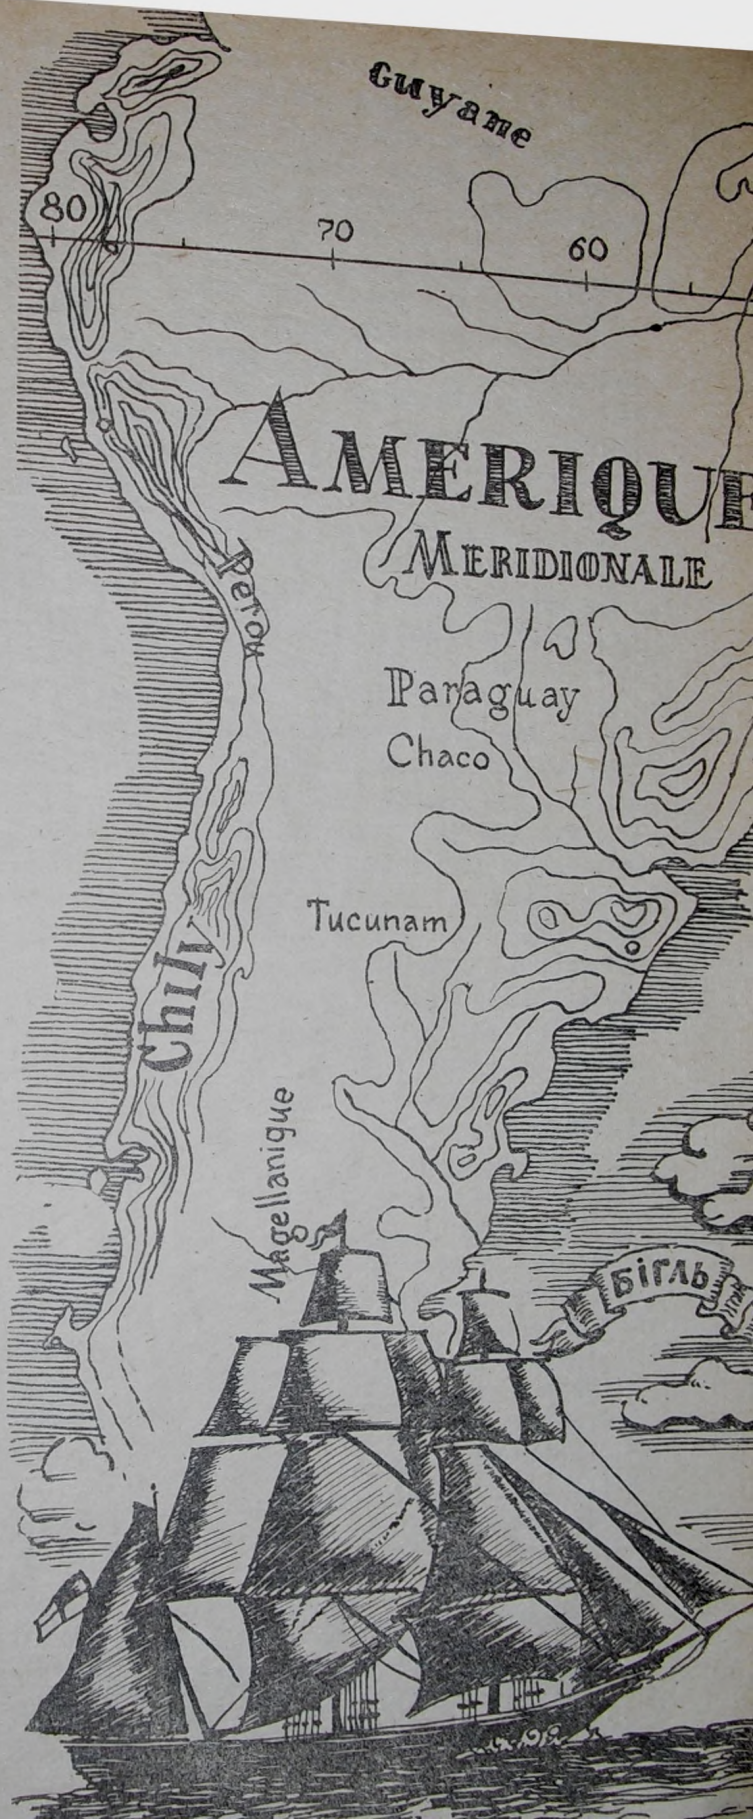 Guyane
80
70
60
AMERIQUE
MERIDIONALE
Perou
Paraguay
Chaco
Tucunam
Chily
Magellanique
БІГЛЬ